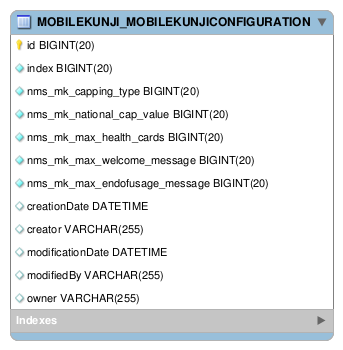 MOBILEKUNJI_MOBILEKUNJICONFIGURATION
id BIGINT(20)
index BIGINT(20)
nms_mk_capping_type BIGINT(20)
nms_mk_national_cap_value BIGINT(20)
nms_mk_max_health_cards BIGINT(20)
nms_mk_max_welcome_message BIGINT(20)
nms_mk_max_endofusage_message BIGINT(20)
creationDate DATETIME
creator VARCHAR(255)
modificationDate DATETIME
modifiedBy VARCHAR(255)
owner VARCHAR(255)
Indexes